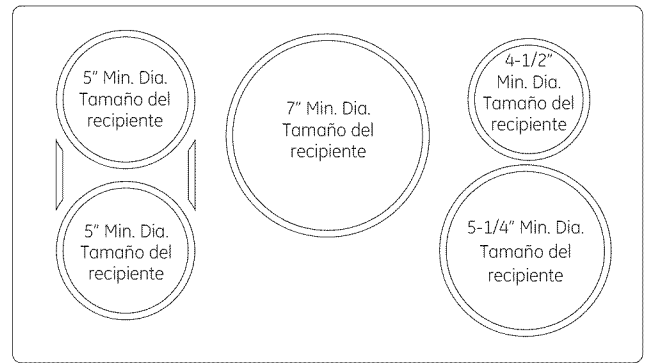 5" Min. Dia.
Tamaño del
recipiente
5" Min. Dia.
Tamaño del
recipiente
7" Min. Dia.
Tamaño del
recipiente
4-1/2"
Min. Dia.
Tamaño del
recipiente
5-1/4" Min. Dia.
Tamaño del
recipiente